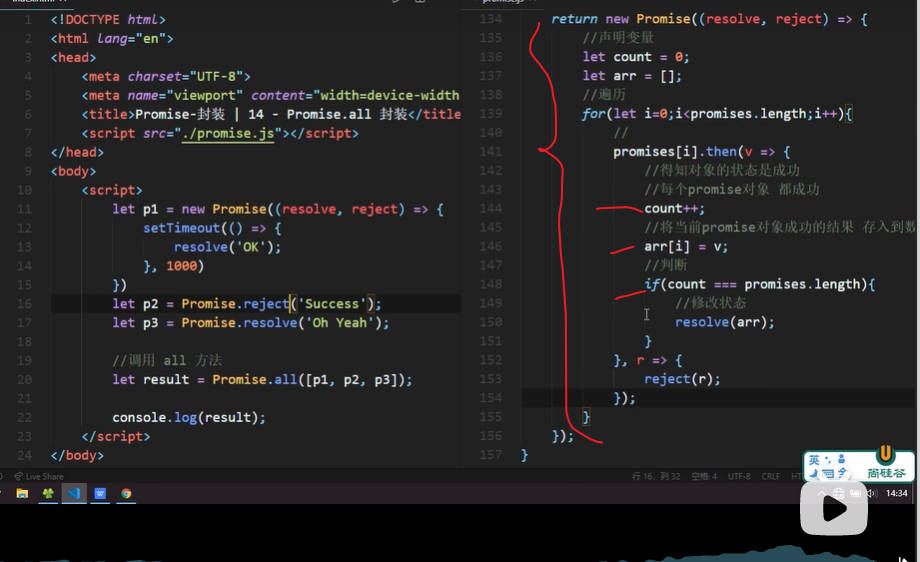 1 <!DOCTYPE html>
2 <html lang="en">
3 <head>
4 <meta charset="UTF-8">
5 <meta name="viewport" content="width=device-width
6 <title>Promise-封装 | 14 - Promise.all 封装</title
7 <script src="./promise.js"></script>
8 </head>
9 <body>
10 <script>
11 let p1 = new Promise((resolve, reject) => {
12 setTimeout(() => {
13 resolve('OK');
14 }, 1000)
15 })
16 let p2 = Promise.reject('Success');
17 let p3 = Promise.resolve('Oh Yeah');
18
19 //调用 all 方法
20 let result = Promise.all([p1, p2, p3]);
21
22 console.log(result);
23 </script>
24 </body>
134 return new Promise((resolve, reject) => {
135 //声明变量
136 let count = 0;
137 let arr = [];
138 //遍历
139 for(let i=0;i<promises.length;i++){
140 //
141 promises[i].then(v => {
142 //得知对象的状态是成功
143 //每个promise对象 都成功
144 count++;
145 //将当前promise对象成功的结果 存入到数
146 arr[i] = v;
147 //判断
148 if(count === promises.length){
149 //修改状态
150 resolve(arr);
151 }
152 }, r => {
153 reject(r);
154 });
155 }
156 });
157 }
Live Share
行 16，列 32 空格: 4 UTF-8 CRLF
英
尚硅谷
14:34